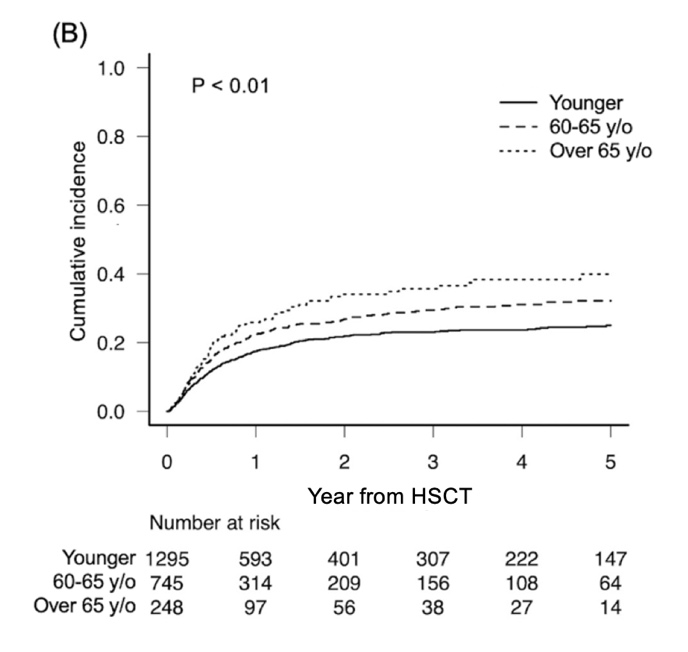 (B)
P < 0.01
Younger
60-65 y/o
Over 65 y/o
Cumulative incidence
1.0
0.8
0.6
0.4
0.2
0.0
0 1 2 3 4 5
Year from HSCT
Number at risk
Younger 1295 593 401 307 222 147
60-65 y/o 745 314 209 156 108 64
Over 65 y/o 248 97 56 38 27 14